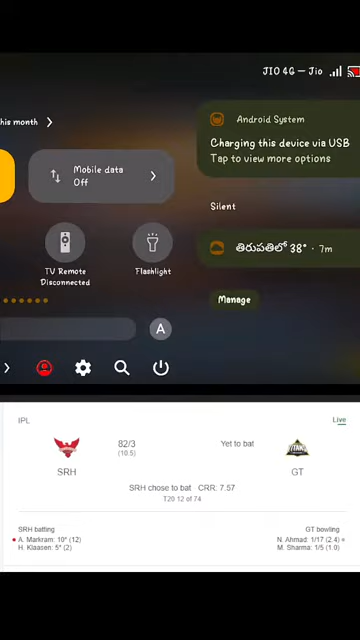 JIO 4G — Jio
his month
Android System
Charging this device via USB
Tap to view more options
Mobile data
Off
Silent
తిరుపతిలో 38° · 7m
TV Remote
Disconnected
Flashlight
Manage
A
IPL
Live
82/3
(10.5)
Yet to bat
SRH
GT
TITANS
SRH chose to bat CRR: 7.57
T20 12 of 74
SRH batting
GT bowling
A. Markram: 10* (12)
N. Ahmad: 1/17 (2.4)
H. Klaasen: 5* (2)
M. Sharma: 1/5 (1.0)